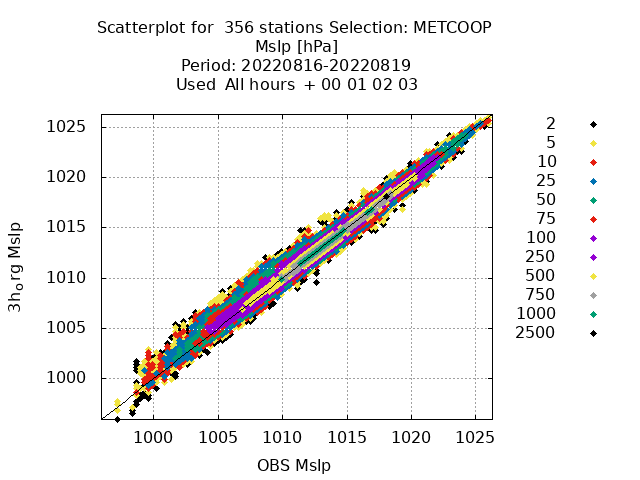 Scatterplot for  356 stations Selection: METCOOP
Mslp [hPa]
Period: 20220816-20220819
Used  All hours  + 00 01 02 03
1025
1020
1015
1010
1005
1000
3horg Mslp
1000 1005 1010 1015 1020 1025
OBS Mslp
2
5
10
25
50
75
100
250
500
750
1000
2500